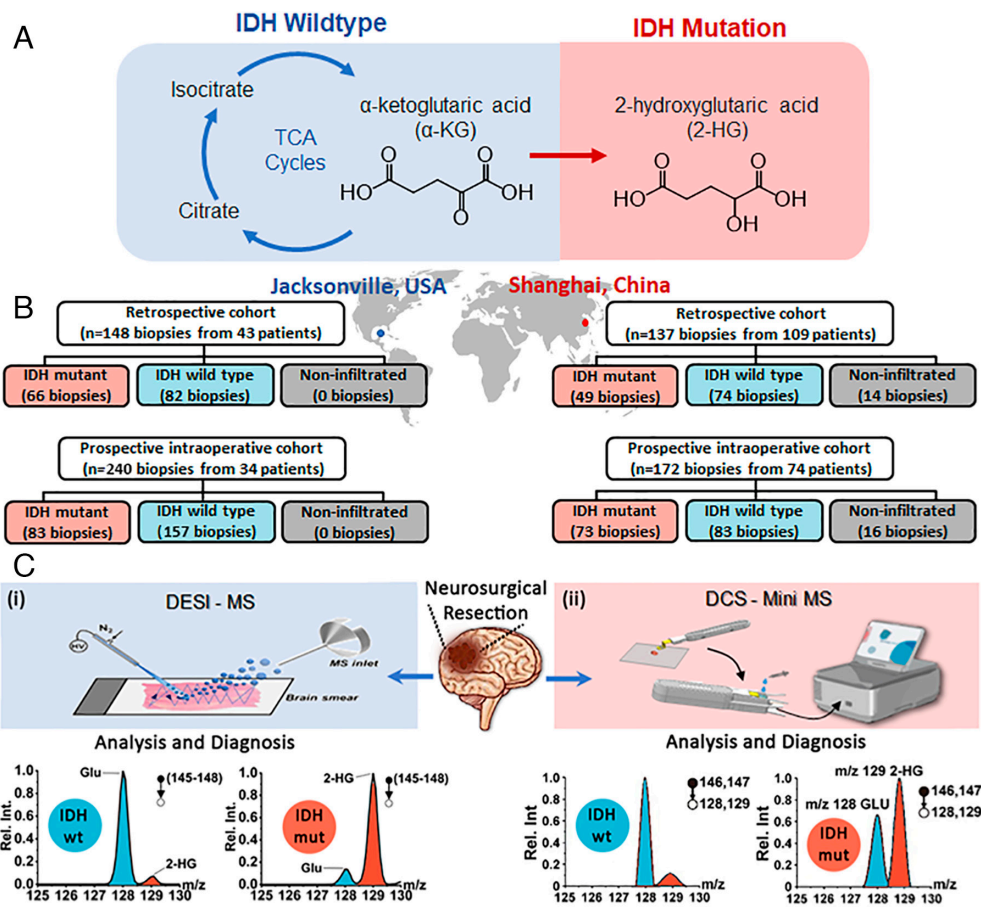 A
IDH Wildtype
IDH Mutation
Isocitrate
TCA
Cycles
Citrate
α-ketoglutaric acid
(α-KG)
O
O
HO
OH
O
2-hydroxyglutaric acid
(2-HG)
O
O
HO
OH
OH
B
Jacksonville, USA
Shanghai, China
Retrospective cohort
(n=148 biopsies from 43 patients)
IDH mutant
(66 biopsies)
IDH wild type
(82 biopsies)
Non-infiltrated
(0 biopsies)
Retrospective cohort
(n=137 biopsies from 109 patients)
IDH mutant
(49 biopsies)
IDH wild type
(74 biopsies)
Non-infiltrated
(14 biopsies)
Prospective intraoperative cohort
(n=240 biopsies from 34 patients)
IDH mutant
(83 biopsies)
IDH wild type
(157 biopsies)
Non-infiltrated
(0 biopsies)
Prospective intraoperative cohort
(n=172 biopsies from 74 patients)
IDH mutant
(73 biopsies)
IDH wild type
(83 biopsies)
Non-infiltrated
(16 biopsies)
C
(i)
DESI - MS
N₂
HV
MS inlet
Brain smear
Neurosurgical
Resection
(ii)
DCS - Mini MS
Analysis and Diagnosis
Rel. Int.
1.0
0.8
0.6
0.4
0.2
0.0
Glu
(145-148)
IDH
wt
2-HG
125 126 127 128 129 130
m/z
Rel. Int.
1.0
0.8
0.6
0.4
0.2
0.0
2-HG
(145-148)
IDH
mut
Glu
125 126 127 128 129 130
m/z
Analysis and Diagnosis
Rel. Int.
1.0
0.8
0.6
0.4
0.2
0.0
146,147
128,129
IDH
wt
125 126 127 128 129 130
m/z
Rel. Int.
1.0
0.8
0.6
0.4
0.2
0.0
m/z 129 2-HG
146,147
m/z 128 GLU
128,129
IDH
mut
125 126 127 128 129 130
m/z